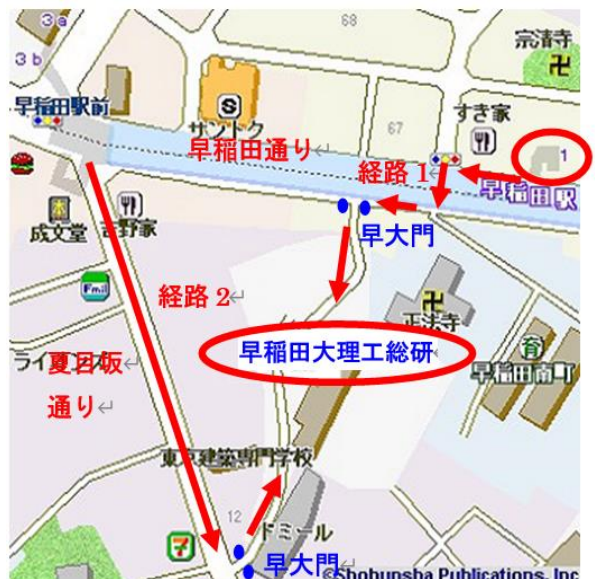 3a
68
宗清寺
3b
早稲田駅前
S
サントク
すき家
67
1
早稲田通り
経路 1
早稲田駅
成文堂
吉野家
早大門
Fmil
経路 2
正法寺
早稲田大理工総研
育
早稲田南町
夏目坂
通り
東京建築専門学校
12
ドミール
7
早大門
©Shobunsha Publications, Inc